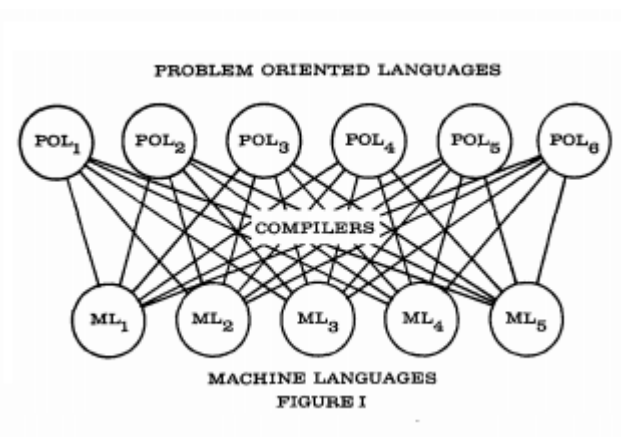 PROBLEM ORIENTED LANGUAGES
POL₁ POL₂ POL₃ POL₄ POL₅ POL₆
COMPILERS
ML₁ ML₂ ML₃ ML₄ ML₅
MACHINE LANGUAGES
FIGURE I